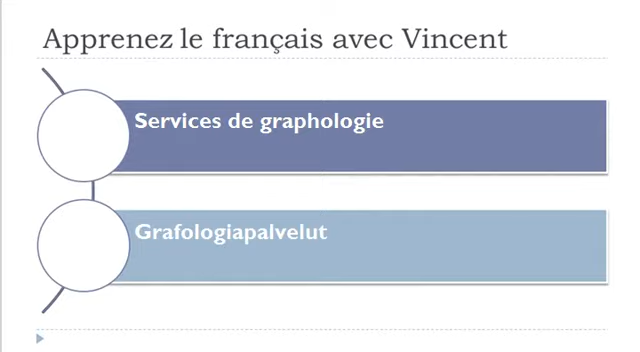 Apprenez le français avec Vincent
Services de graphologie
Grafologiapalvelut